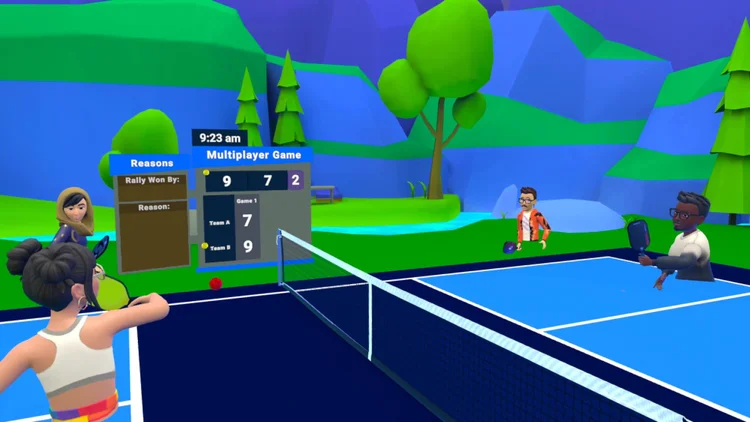 9:23 am
Reasons
Rally Won By:
Reason:
Multiplayer Game
9 7 2
Game 1
Team A 7
Team B 9